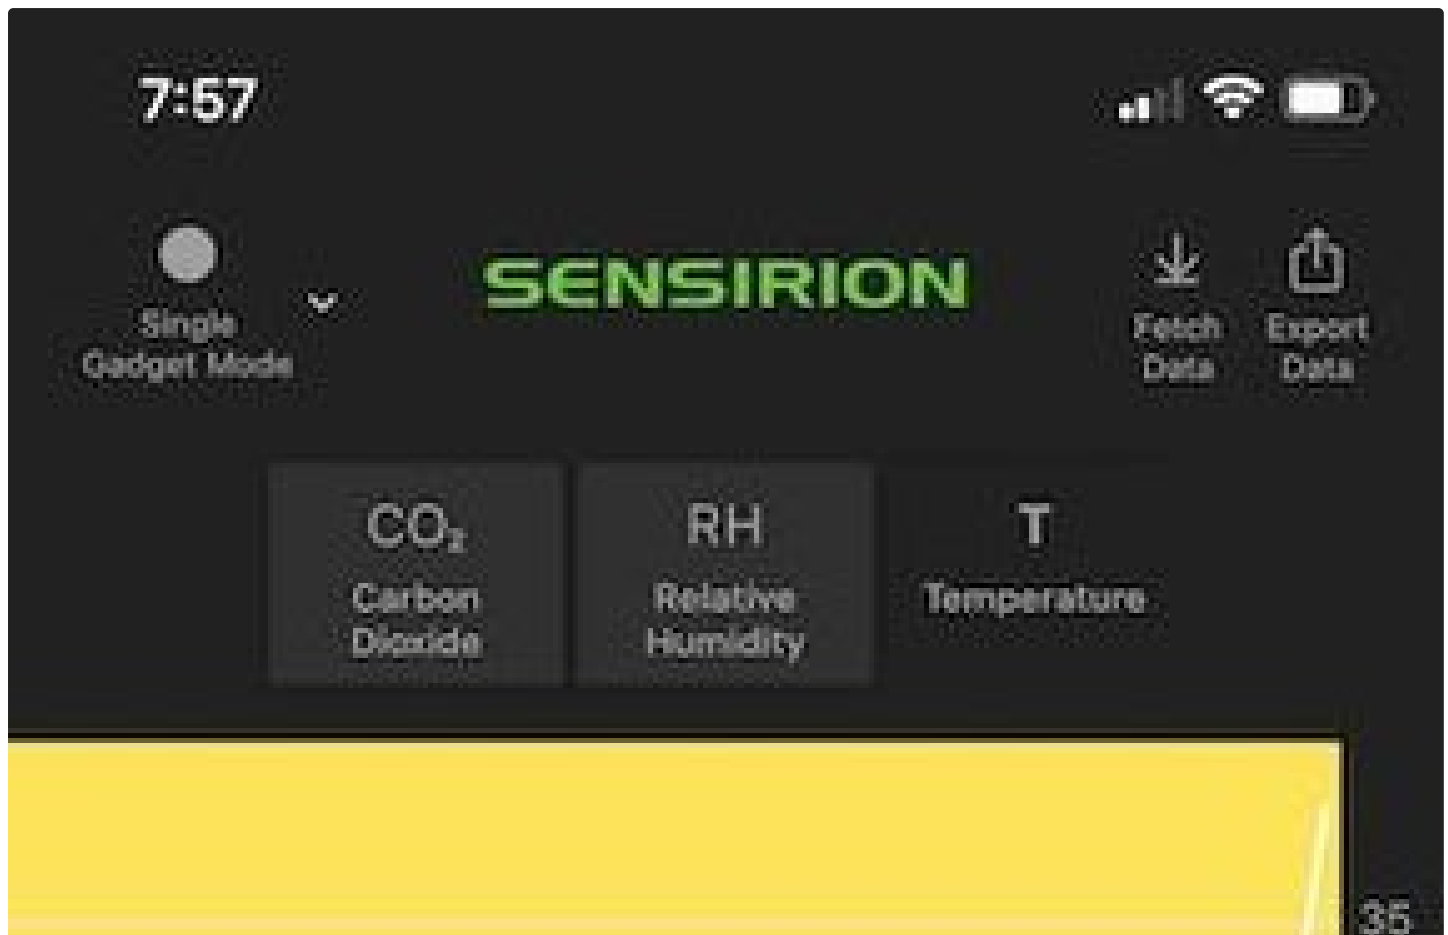 7:57
SENSIRION
Single
Gadget Mode
Fetch
Data
Export
Data
CO₂
Carbon
Dioxide
RH
Relative
Humidity
T
Temperature
35